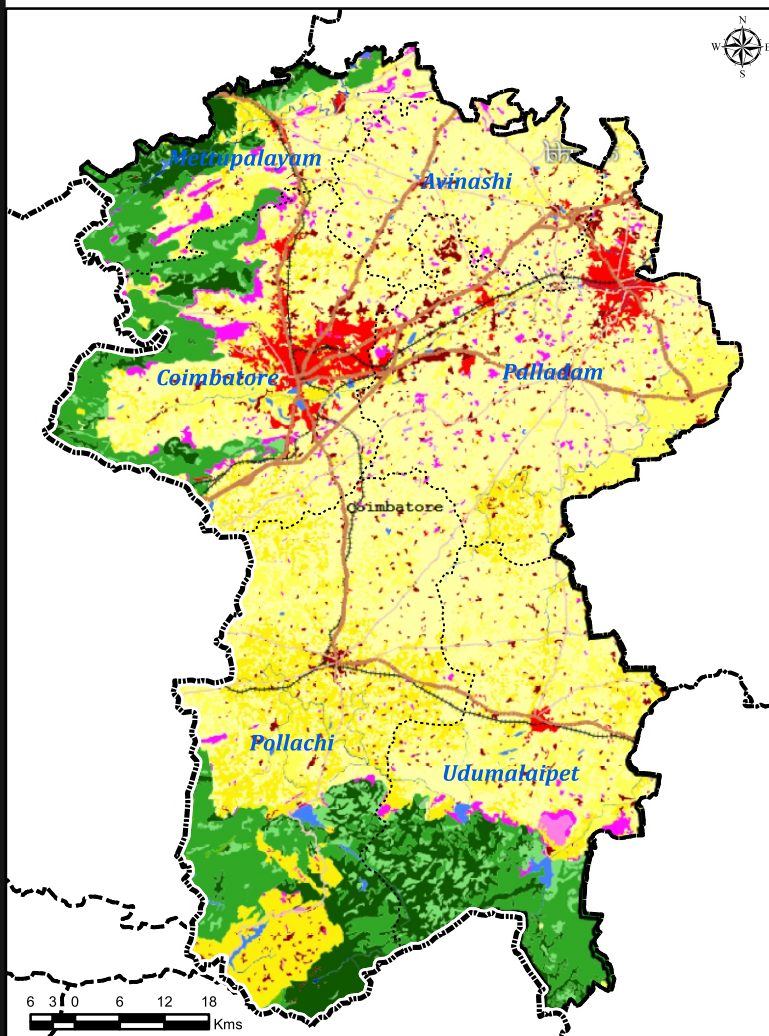 N
W E
S
Mettupalayam
Avinashi
Coimbatore
Palladam
Coimbatore
Pollachi
Udumalaipet
6 3 0 6 12 18
Kms